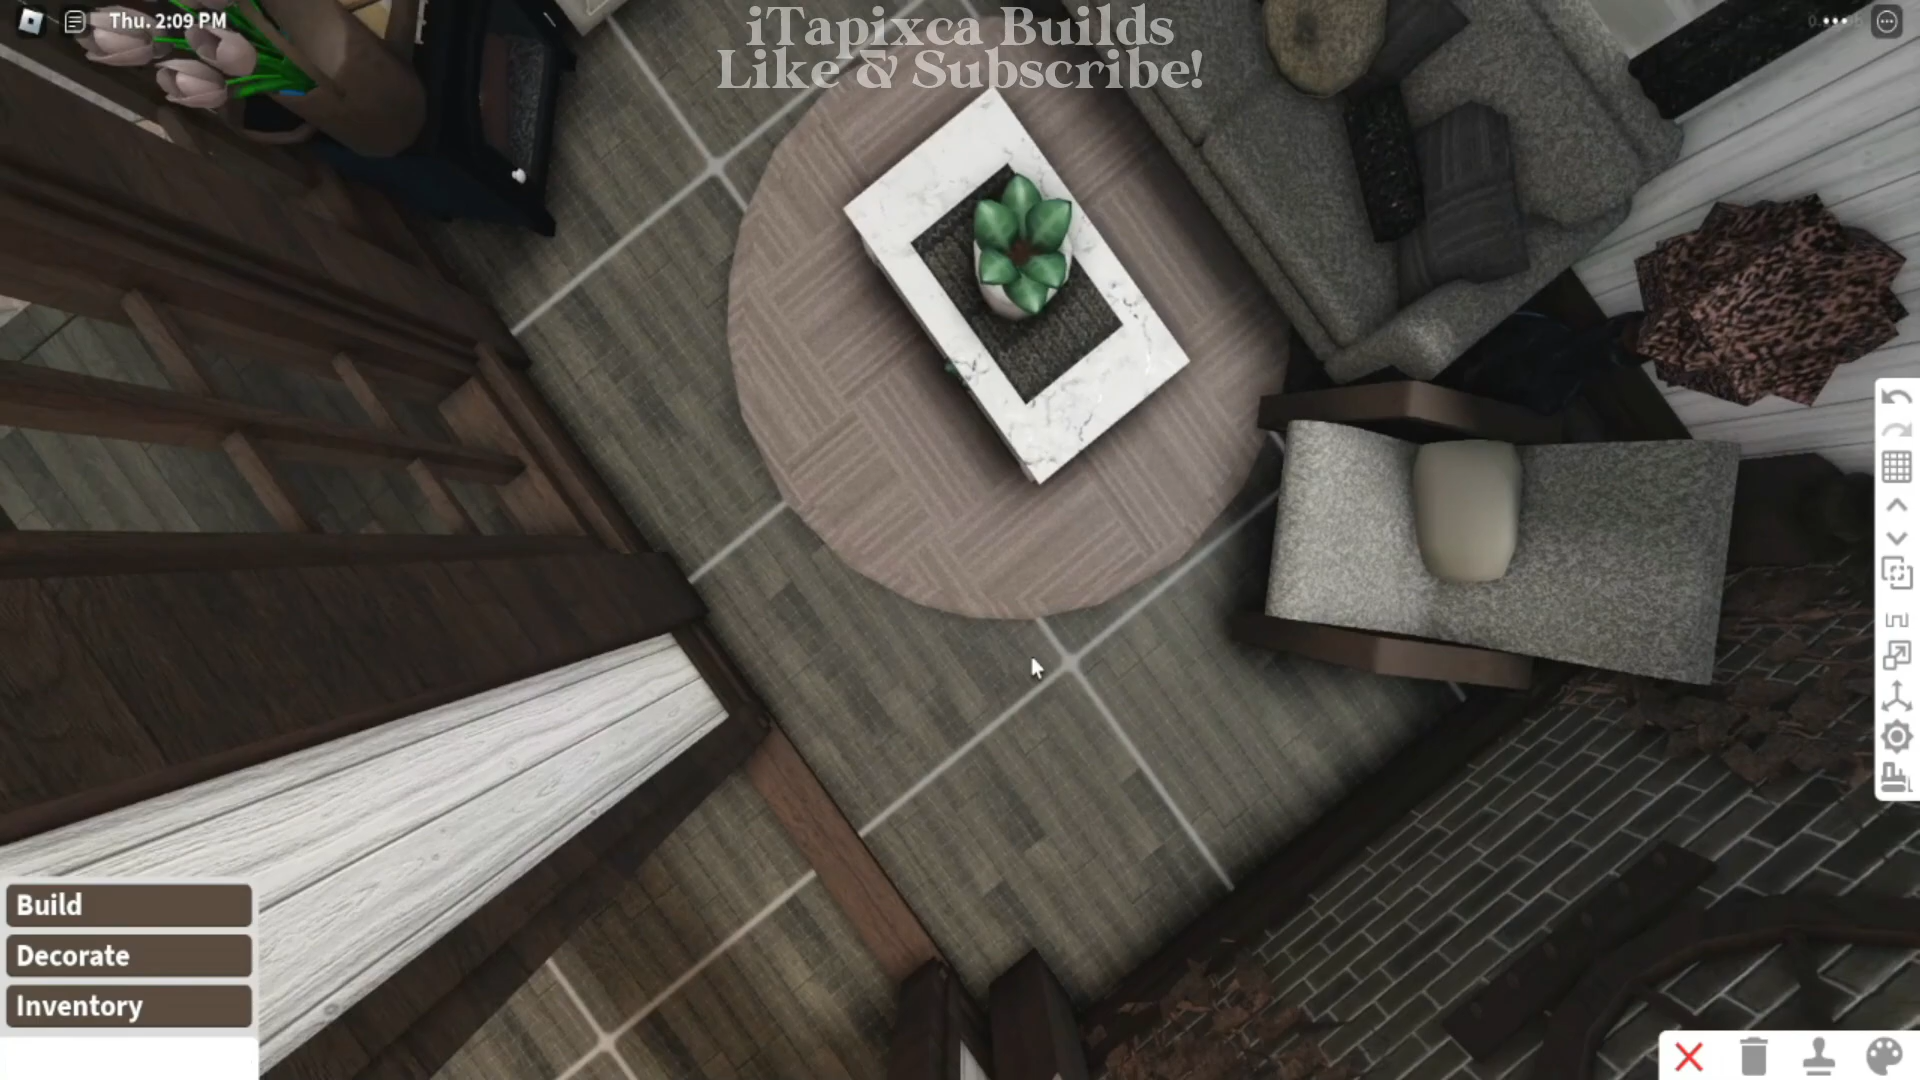 Thu. 2:09 PM
iTapixca Builds
Like & Subscribe!
Build
Decorate
Inventory